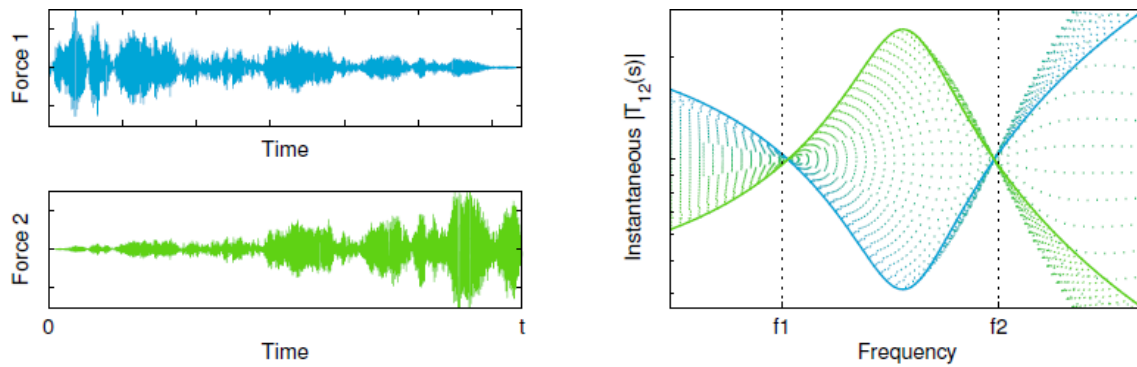 Force 1
Time
Force 2
0
t
Time
Instantaneous |T12(s)|
f1
f2
Frequency